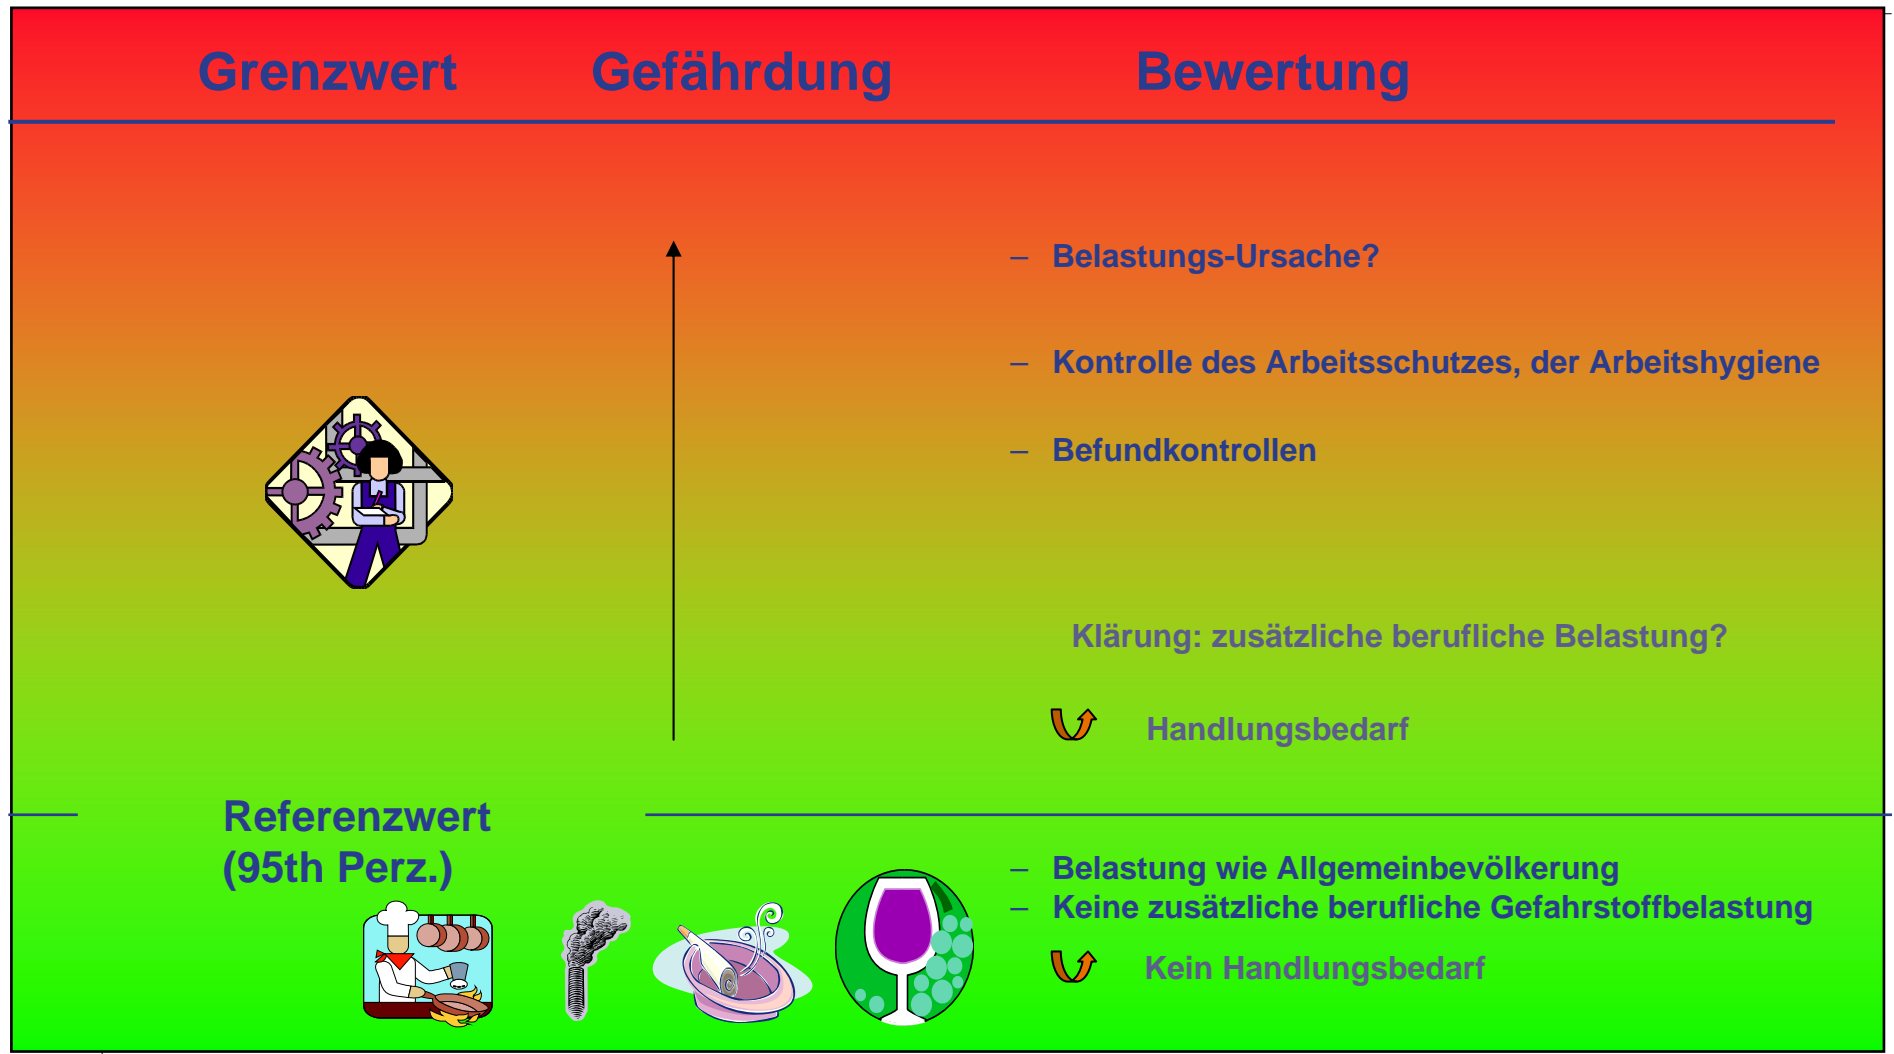 Grenzwert Gefährdung Bewertung
– Belastungs-Ursache?
– Kontrolle des Arbeitsschutzes, der Arbeitshygiene
– Befundkontrollen
Klärung: zusätzliche berufliche Belastung?
Handlungsbedarf
Referenzwert
(95th Perz.)
– Belastung wie Allgemeinbevölkerung
– Keine zusätzliche berufliche Gefahrstoffbelastung
Kein Handlungsbedarf